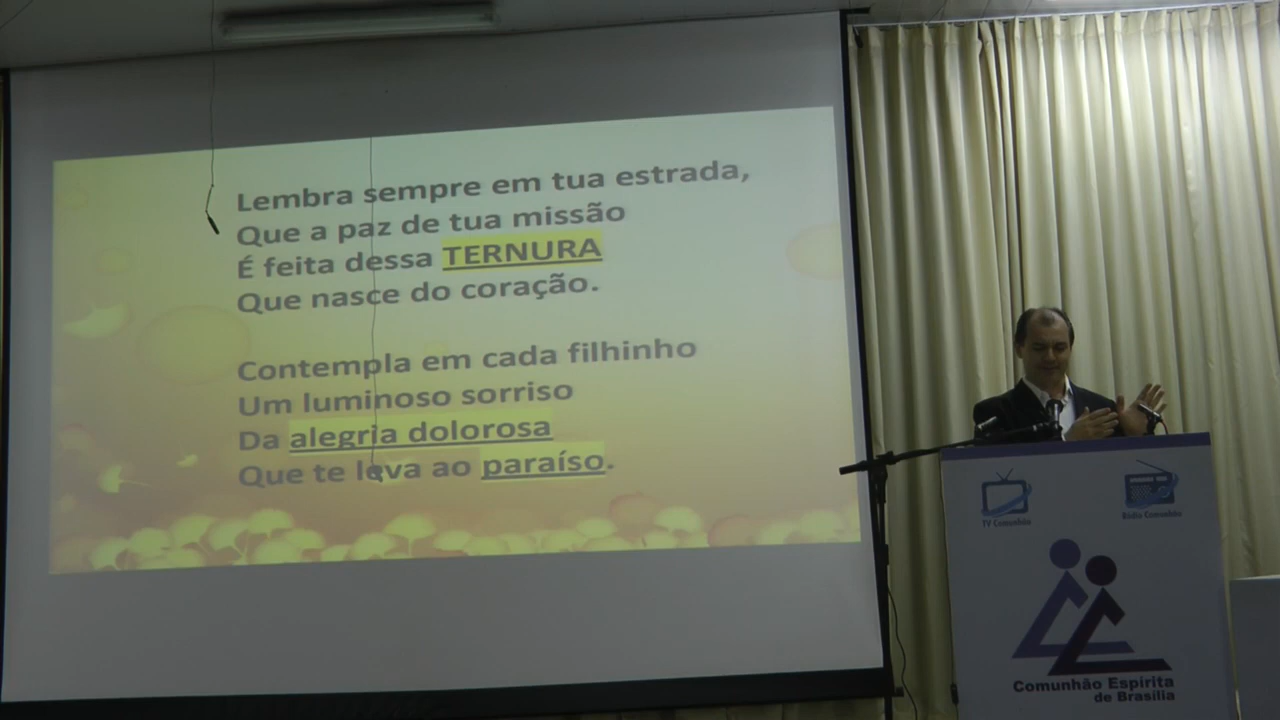 Lembra sempre em tua estrada,
Que a paz de tua missão
É feita dessa TERNURA
Que nasce do coração.
Contempla em cada filhinho
Um luminoso sorriso
Da alegria dolorosa
Que te leva ao paraíso.
TV Comunhão
Rádio Comunhão
Comunhão Espírita
de Brasília